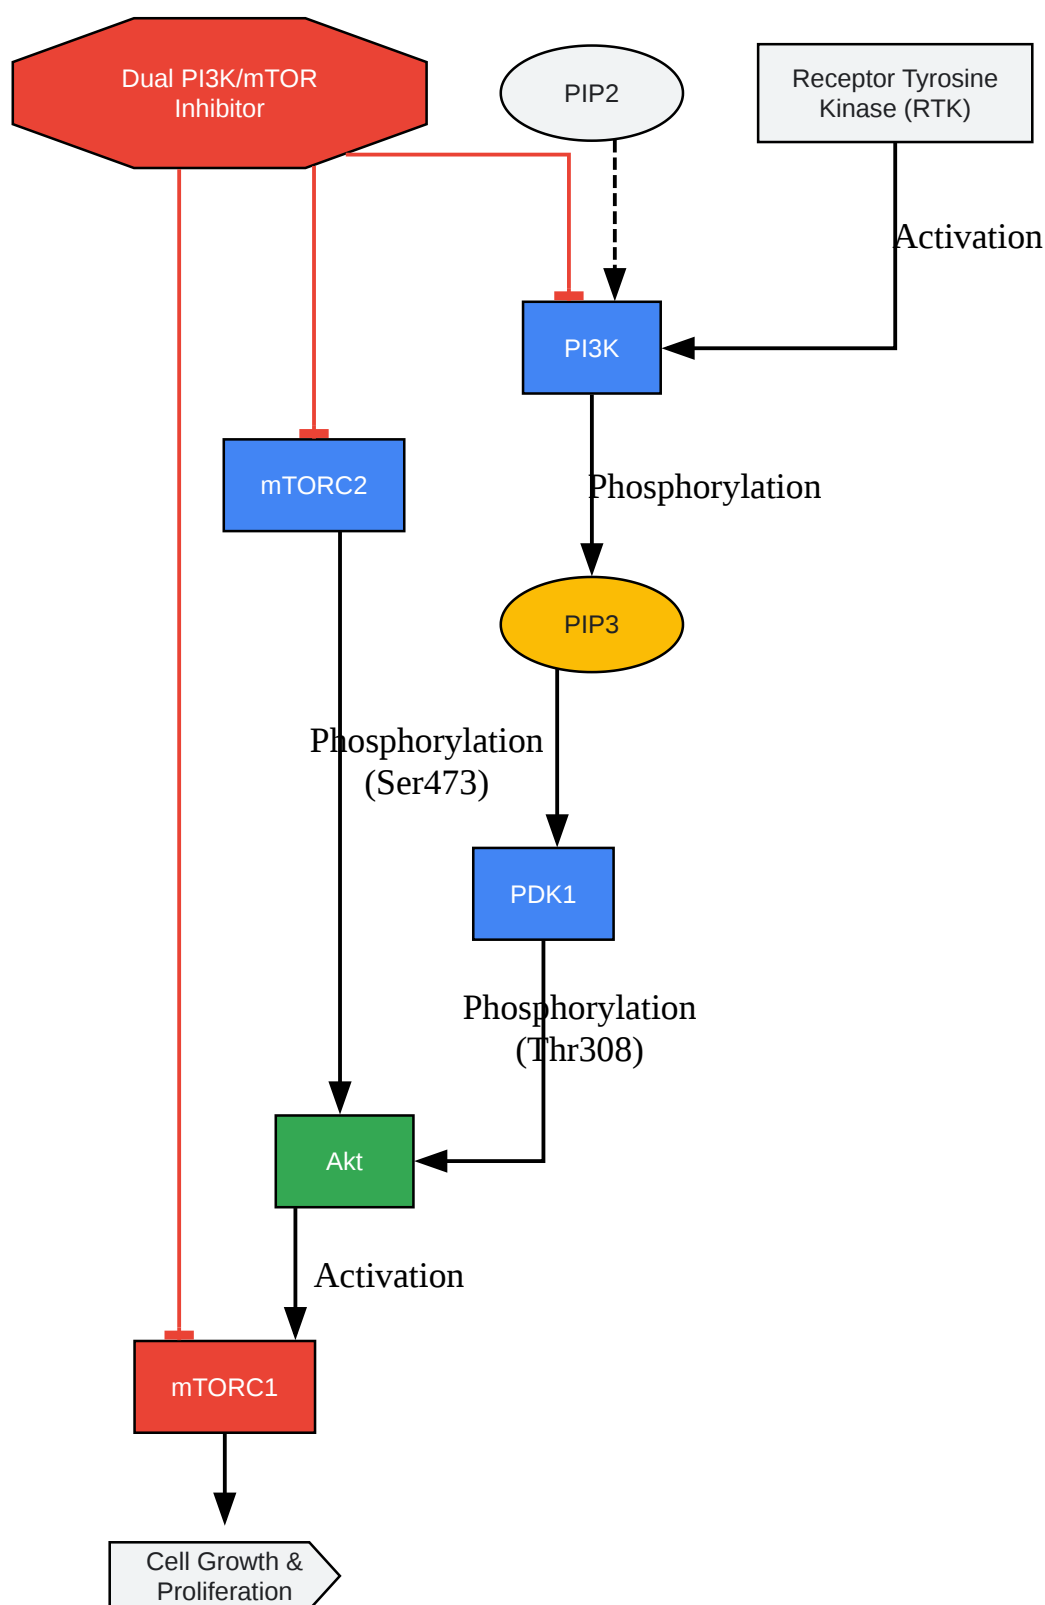 Dual PI3K/mTOR
Inhibitor
PIP2
Receptor Tyrosine
Kinase (RTK)
Activation
PI3K
mTORC2
Phosphorylation
PIP3
Phosphorylation
(Ser473)
PDK1
Phosphorylation
(Thr308)
Akt
Activation
mTORC1
Cell Growth &
Proliferation